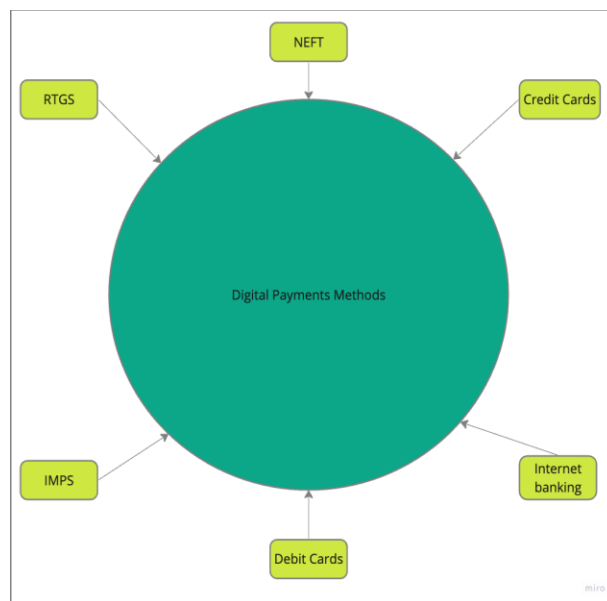 NEFT
RTGS
Credit Cards
Digital Payments Methods
IMPS
Internet
banking
Debit Cards
miro